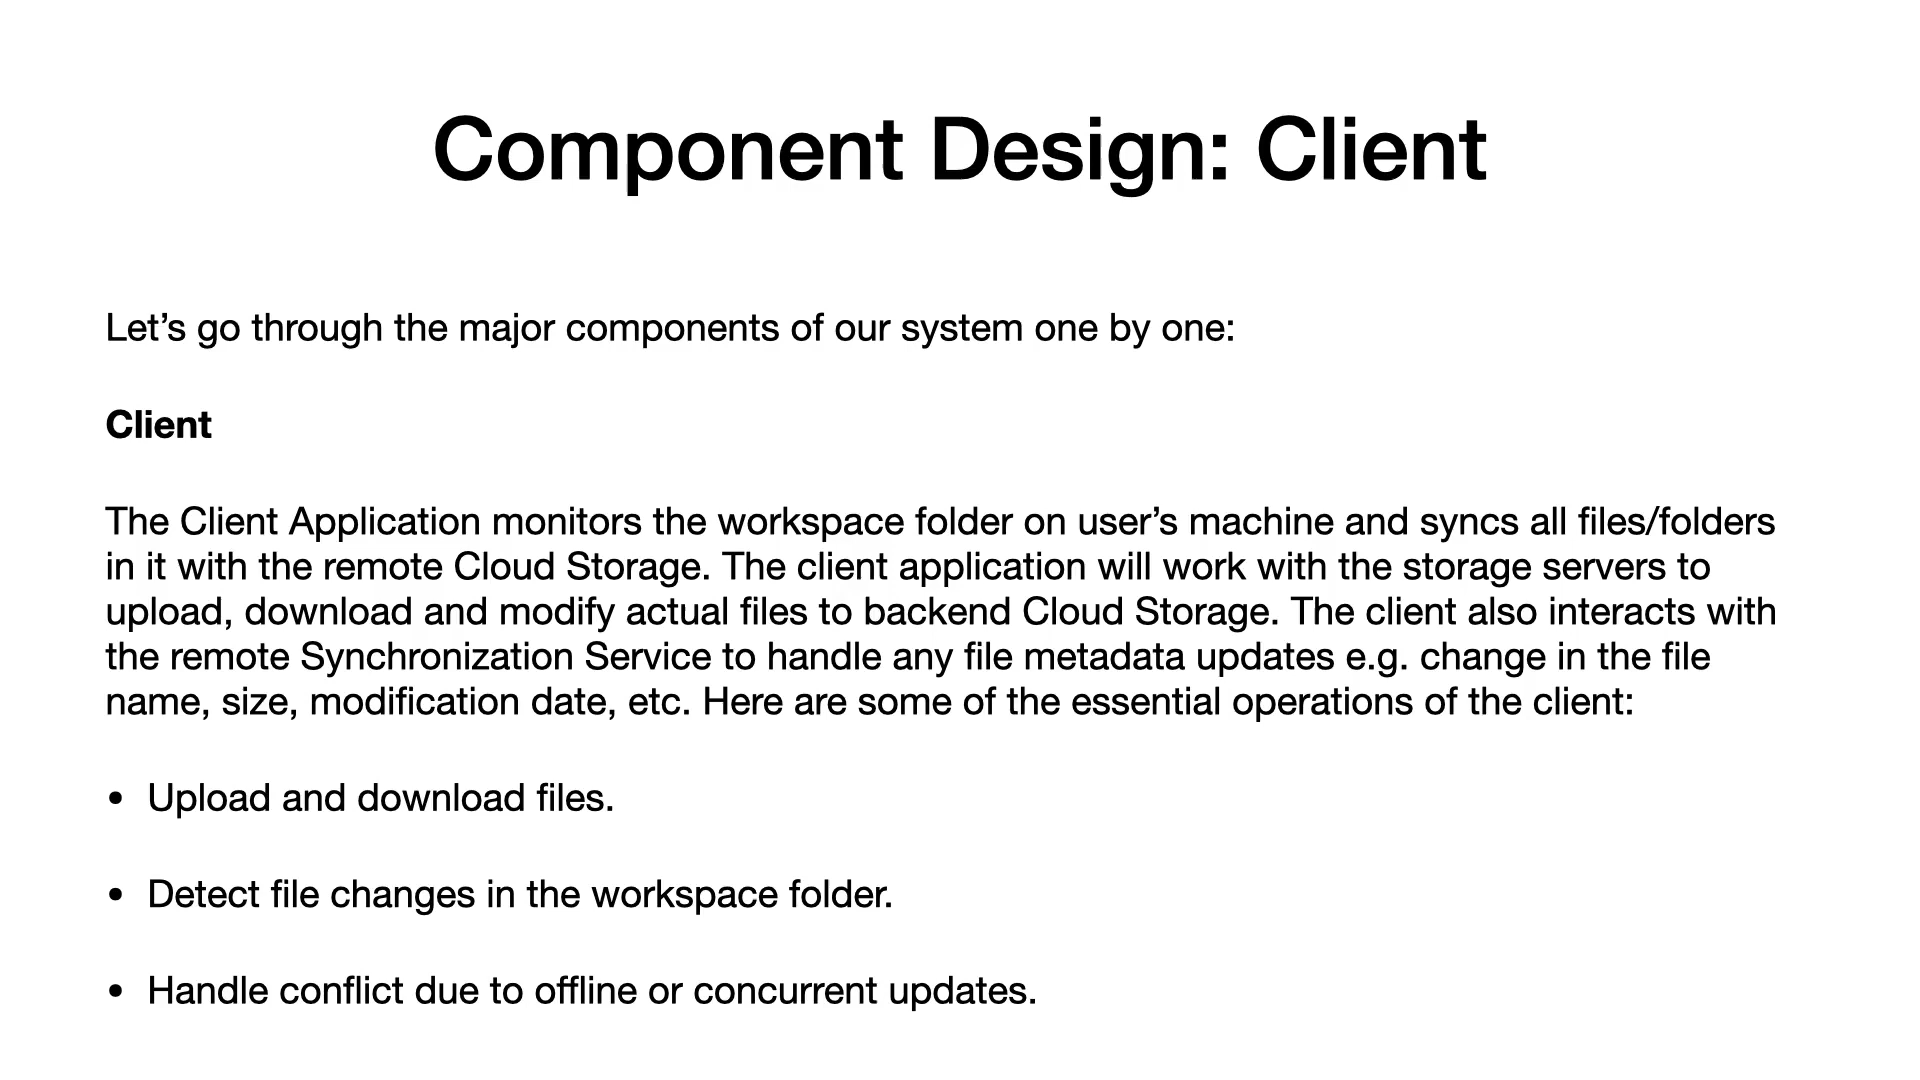 Component Design: Client
Let’s go through the major components of our system one by one:
Client
The Client Application monitors the workspace folder on user’s machine and syncs all files/folders
in it with the remote Cloud Storage. The client application will work with the storage servers to
upload, download and modify actual files to backend Cloud Storage. The client also interacts with
the remote Synchronization Service to handle any file metadata updates e.g. change in the file
name, size, modification date, etc. Here are some of the essential operations of the client:
• Upload and download files.
• Detect file changes in the workspace folder.
• Handle conflict due to offline or concurrent updates.